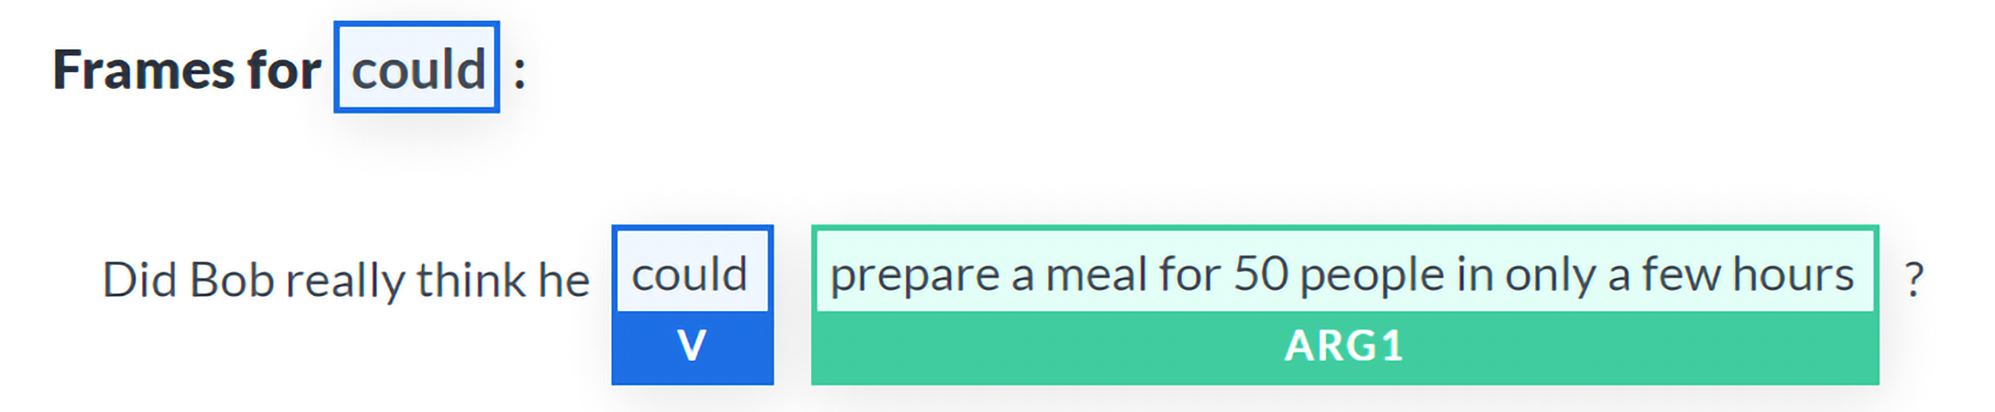 Frames for could :
Did Bob really think he could prepare a meal for 50 people in only a few hours ?
V ARG1